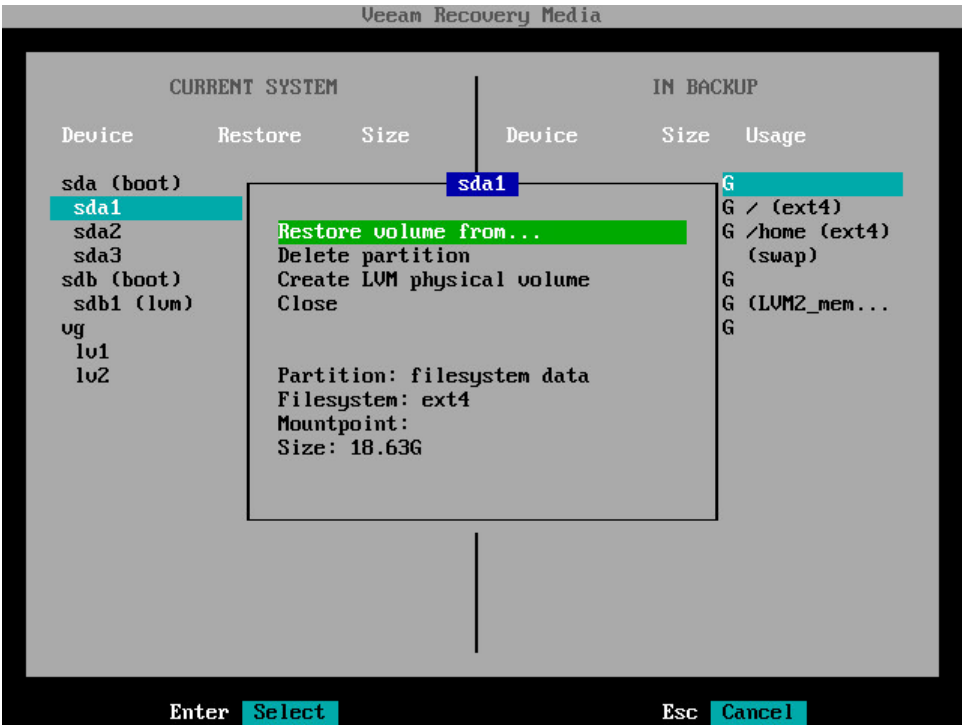 Veeam Recovery Media
CURRENT SYSTEM IN BACKUP
Device Restore Size Device Size Usage
sda (boot) sda1 G
sda1 G / (ext4)
sda2 Restore volume from... G /home (ext4)
sda3 Delete partition (swap)
sdb (boot) Create LVM physical volume G
sdb1 (lvm) Close G (LVM2_mem...
vg G
lv1
lv2 Partition: filesystem data
Filesystem: ext4
Mountpoint:
Size: 18.63G
Enter Select Esc Cancel